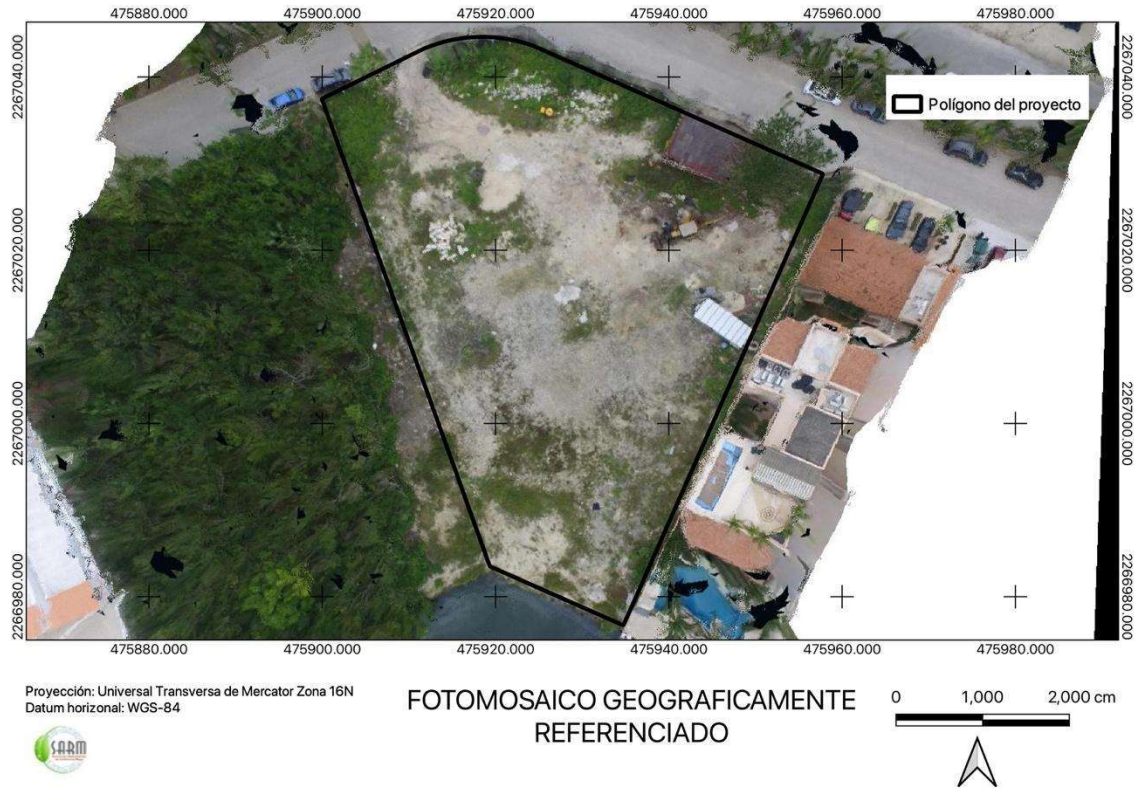 475880.000 475900.000 475920.000 475940.000 475960.000 475980.000
2267040.000
2267020.000
2267000.000
2266980.000
2267040.000
2267020.000
2267000.000
2266980.000
Polígono del proyecto
475880.000 475900.000 475920.000 475940.000 475960.000 475980.000
Proyección: Universal Transversa de Mercator Zona 16N
Datum horizonal: WGS-84
SARM
FOTOMOSAICO GEOGRAFICAMENTE
REFERENCIADO
0 1,000 2,000 cm